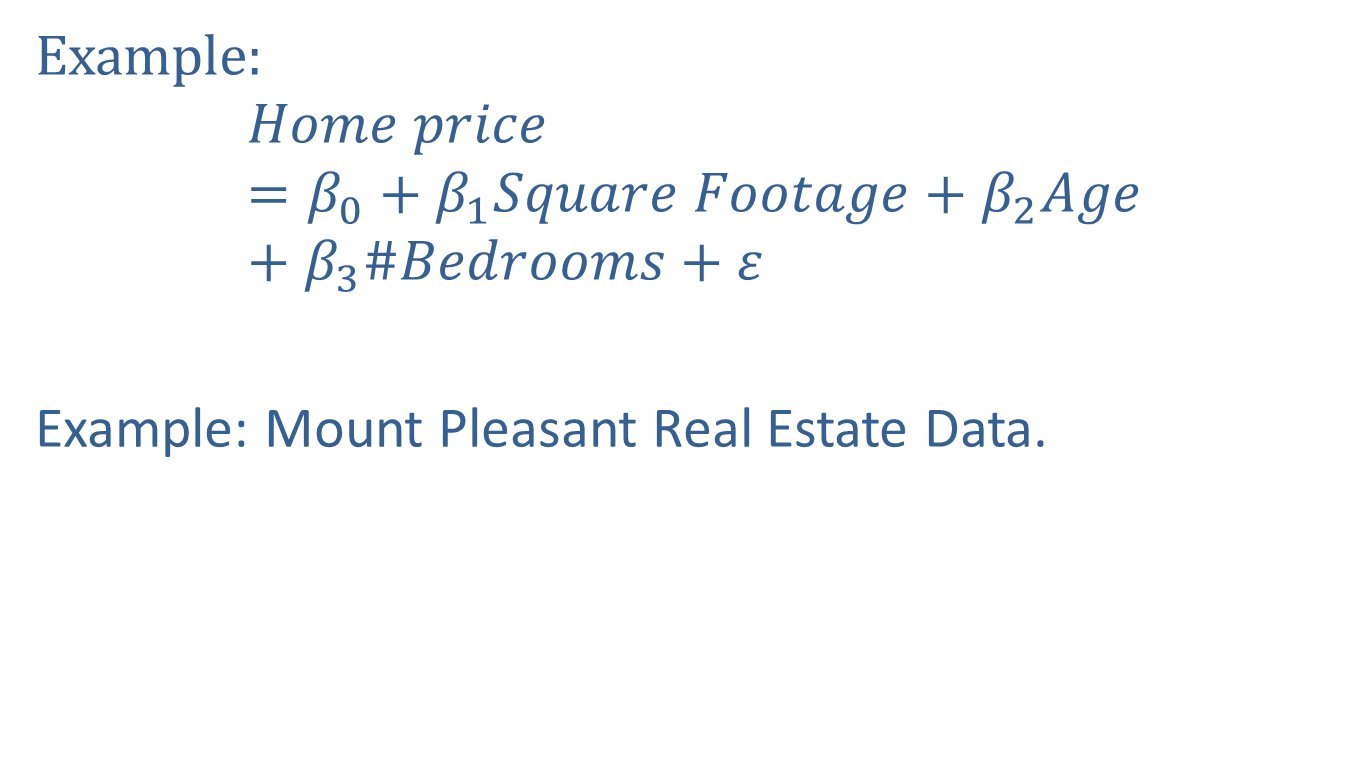 Example:
Home price
= β₀ + β₁Square Footage + β₂Age
+ β₃#Bedrooms + ε
Example: Mount Pleasant Real Estate Data.